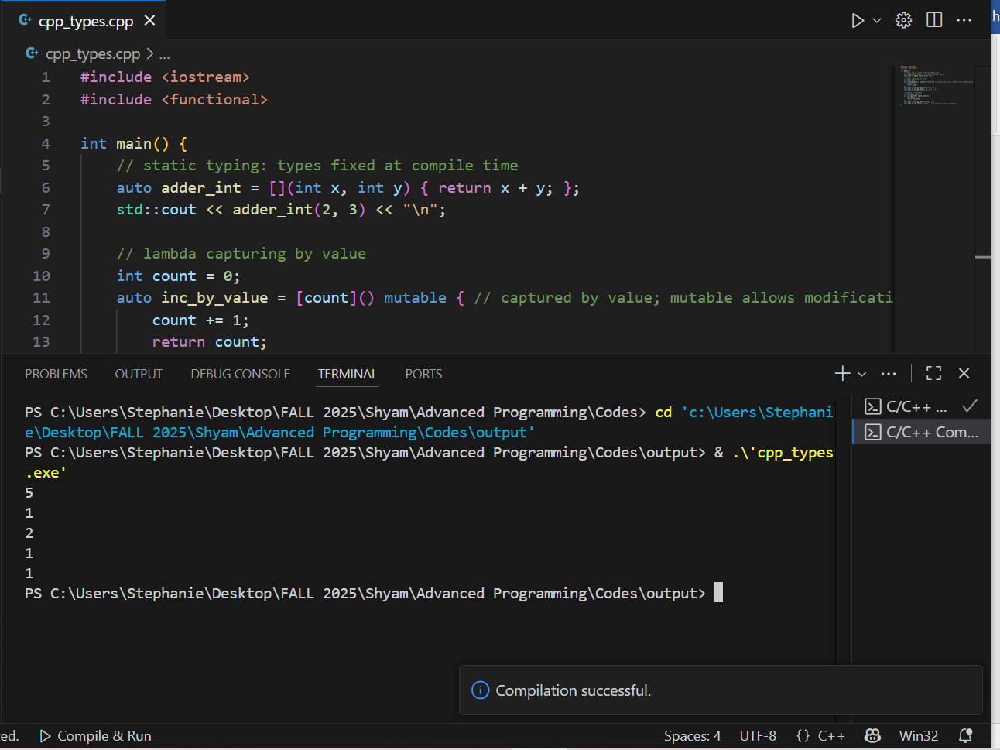 cpp_types.cpp
cpp_types.cpp > ...
1 #include <iostream>
2 #include <functional>
3
4 int main() {
5 // static typing: types fixed at compile time
6 auto adder_int = [](int x, int y) { return x + y; };
7 std::cout << adder_int(2, 3) << "\n";
8
9 // lambda capturing by value
10 int count = 0;
11 auto inc_by_value = [count]() mutable { // captured by value; mutable allows modificati
12 count += 1;
13 return count;
PROBLEMS OUTPUT DEBUG CONSOLE TERMINAL PORTS
PS C:\Users\Stephanie\Desktop\FALL 2025\Shyam\Advanced Programming\Codes> cd 'c:\Users\Stephani
e\Desktop\FALL 2025\Shyam\Advanced Programming\Codes\output'
PS C:\Users\Stephanie\Desktop\FALL 2025\Shyam\Advanced Programming\Codes\output> & .\'cpp_types
.exe'
5
1
2
1
1
PS C:\Users\Stephanie\Desktop\FALL 2025\Shyam\Advanced Programming\Codes\output>
C/C++ ...
C/C++ Com...
Compilation successful.
ed. Compile & Run Spaces: 4 UTF-8 {} C++ Win32